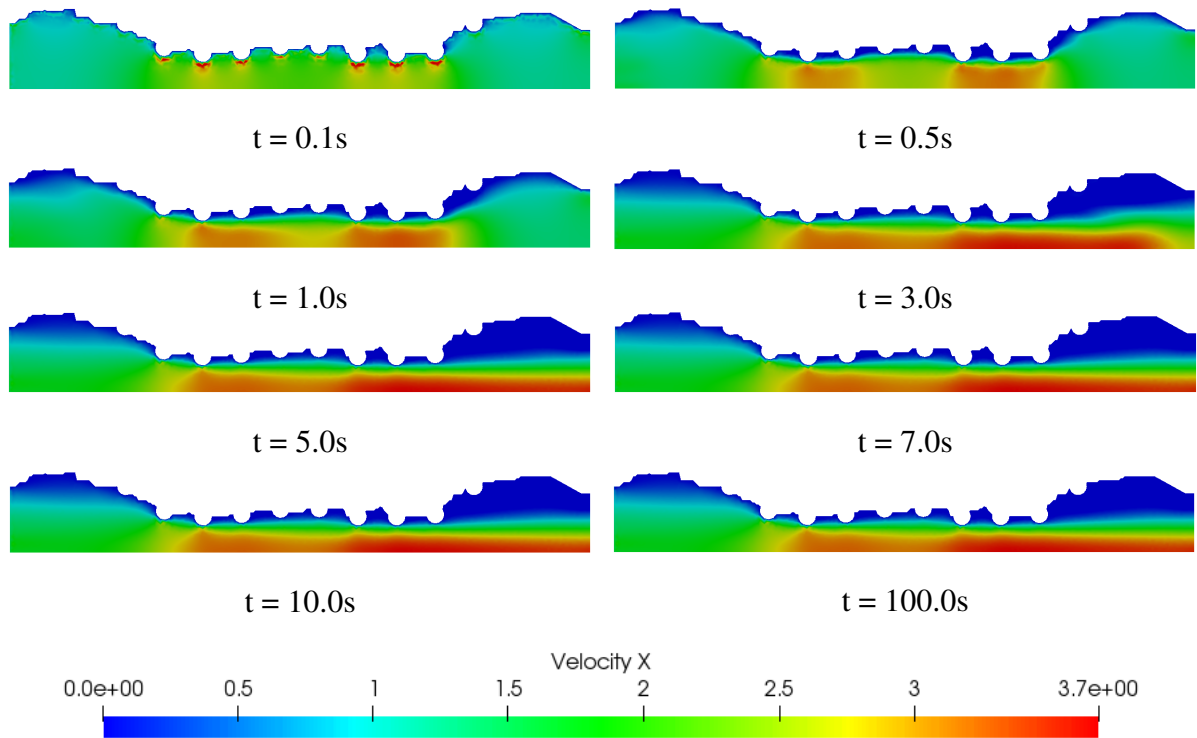 t = 0.1s
t = 0.5s
t = 1.0s
t = 3.0s
t = 5.0s
t = 7.0s
t = 10.0s
t = 100.0s
Velocity X
0.0e+00 0.5 1 1.5 2 2.5 3 3.7e+00